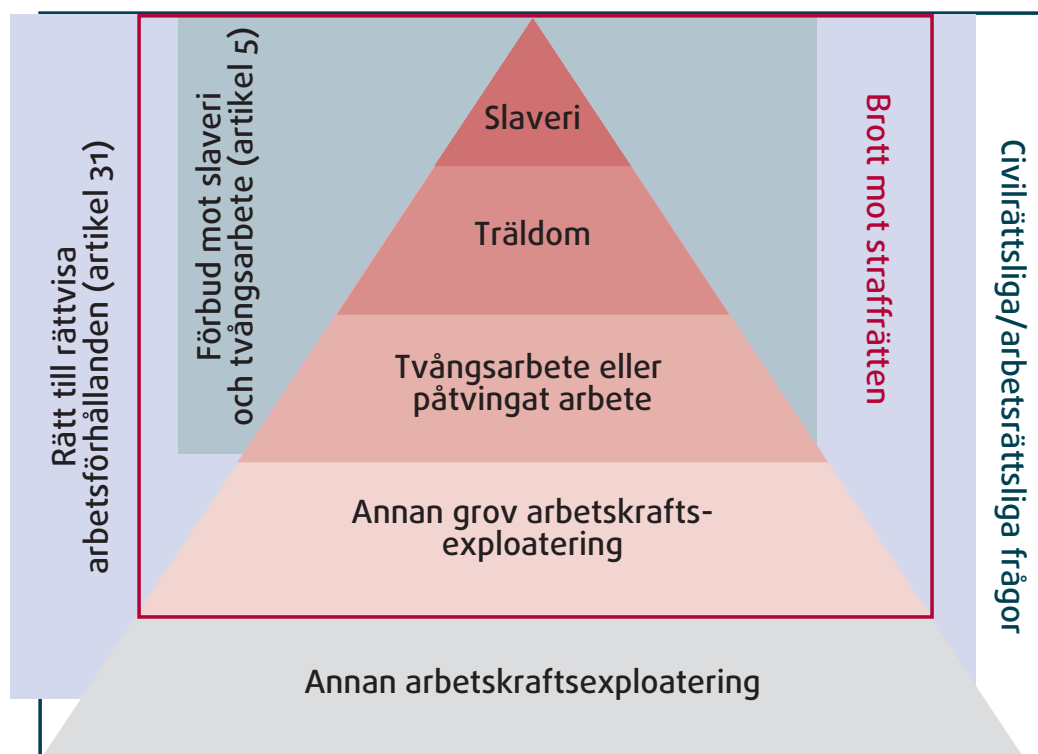 Rätt till rättvisa
arbetsförhållanden (artikel 31)
Förbud mot slaveri
och tvångsarbete (artikel 5)
Slaveri
Träldom
Tvångsarbete eller
påtvingat arbete
Annan grov arbetskrafts-
exploatering
Annan arbetskraftsexploatering
Brott mot straffrätten
Civilrättsliga/arbetsrättsliga frågor